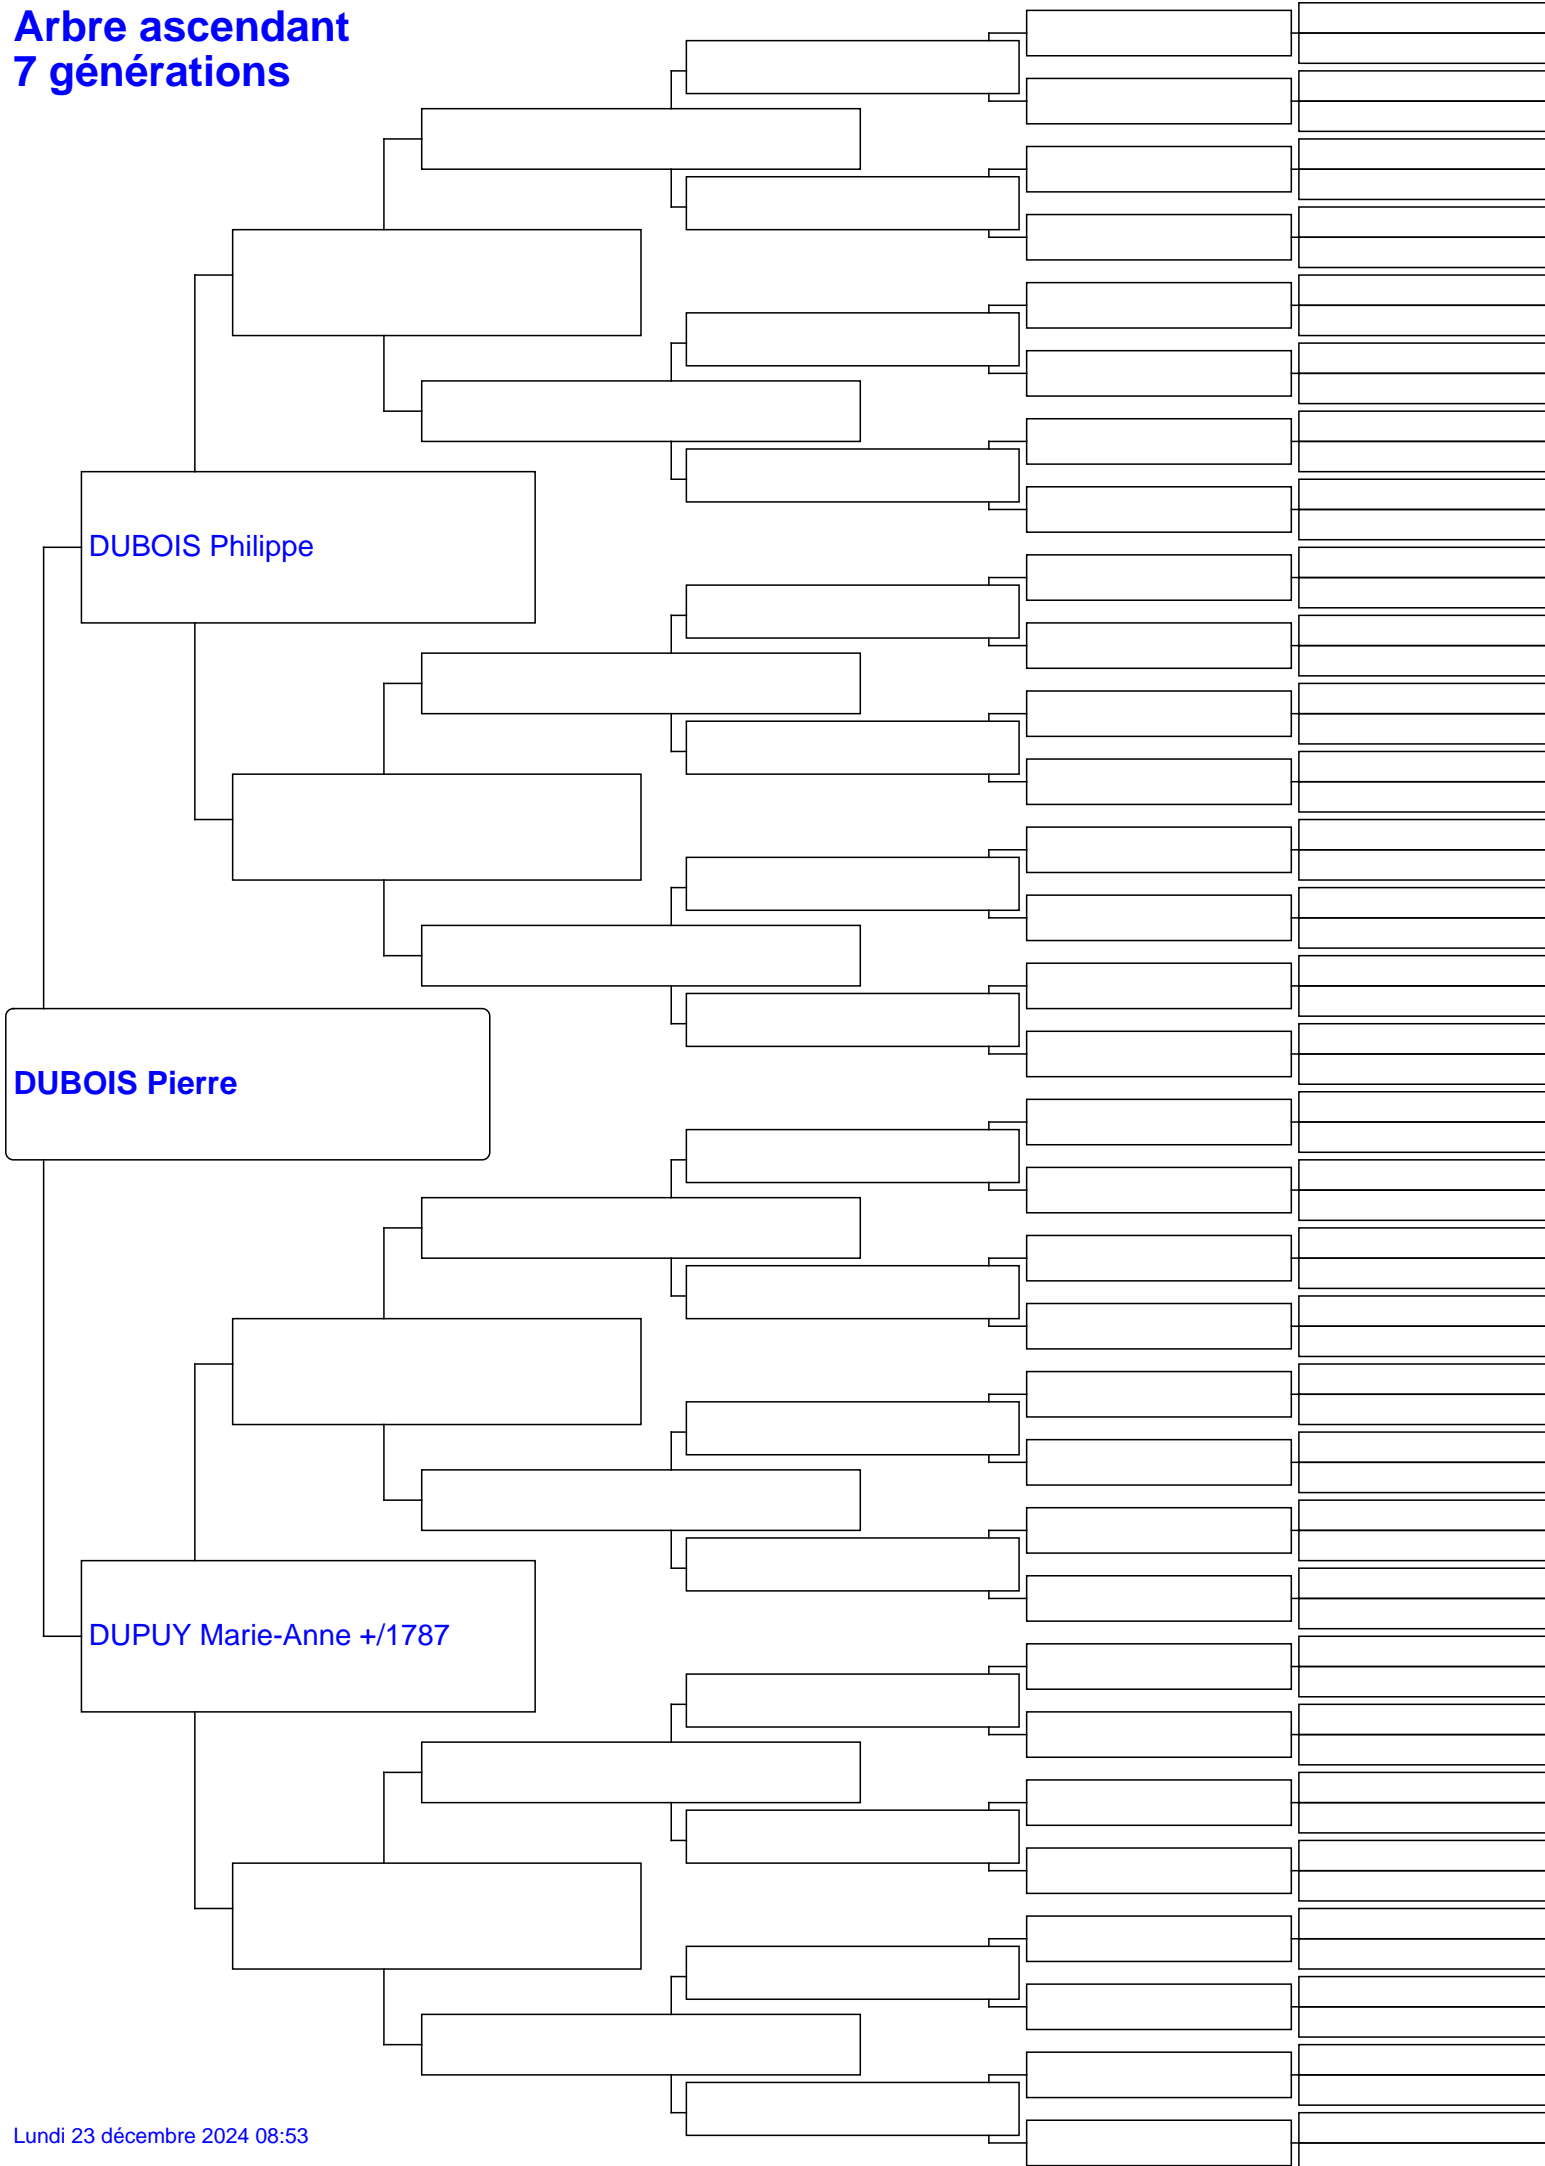 Arbre ascendant
7 générations
DUBOIS Philippe
DUBOIS Pierre
DUPUY Marie-Anne +/1787
Lundi 23 décembre 2024 08:53